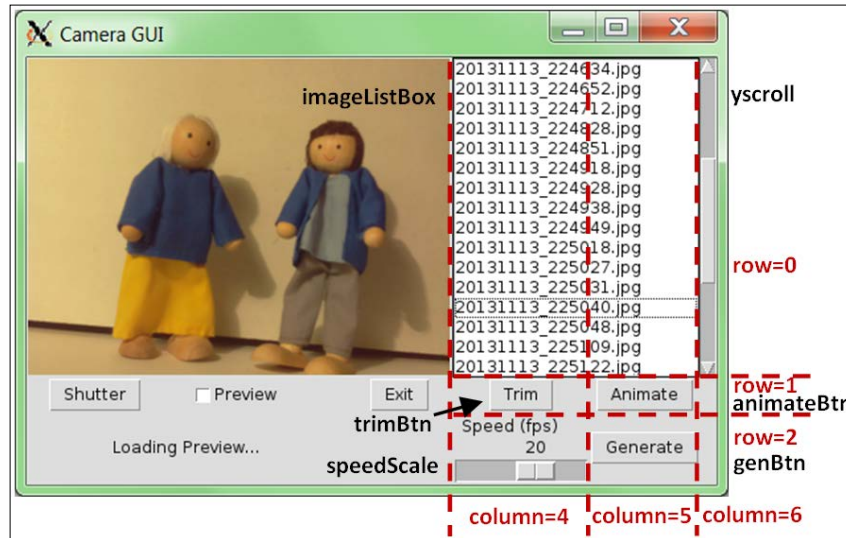 Camera GUI
imageListBox
yscroll
20131113_224634.jpg
20131113_224652.jpg
20131113_224712.jpg
20131113_224828.jpg
20131113_224851.jpg
20131113_224918.jpg
20131113_224928.jpg
20131113_224938.jpg
20131113_224949.jpg
20131113_225018.jpg
20131113_225027.jpg
20131113_225031.jpg
20131113_225040.jpg
20131113_225048.jpg
20131113_225109.jpg
20131113_225122.jpg
row=0
Shutter Preview Exit Trim Animate row=1
trimBtn animateBtn
Speed (fps) row=2
Loading Preview... 20 Generate
speedScale genBtn
column=4 column=5 column=6